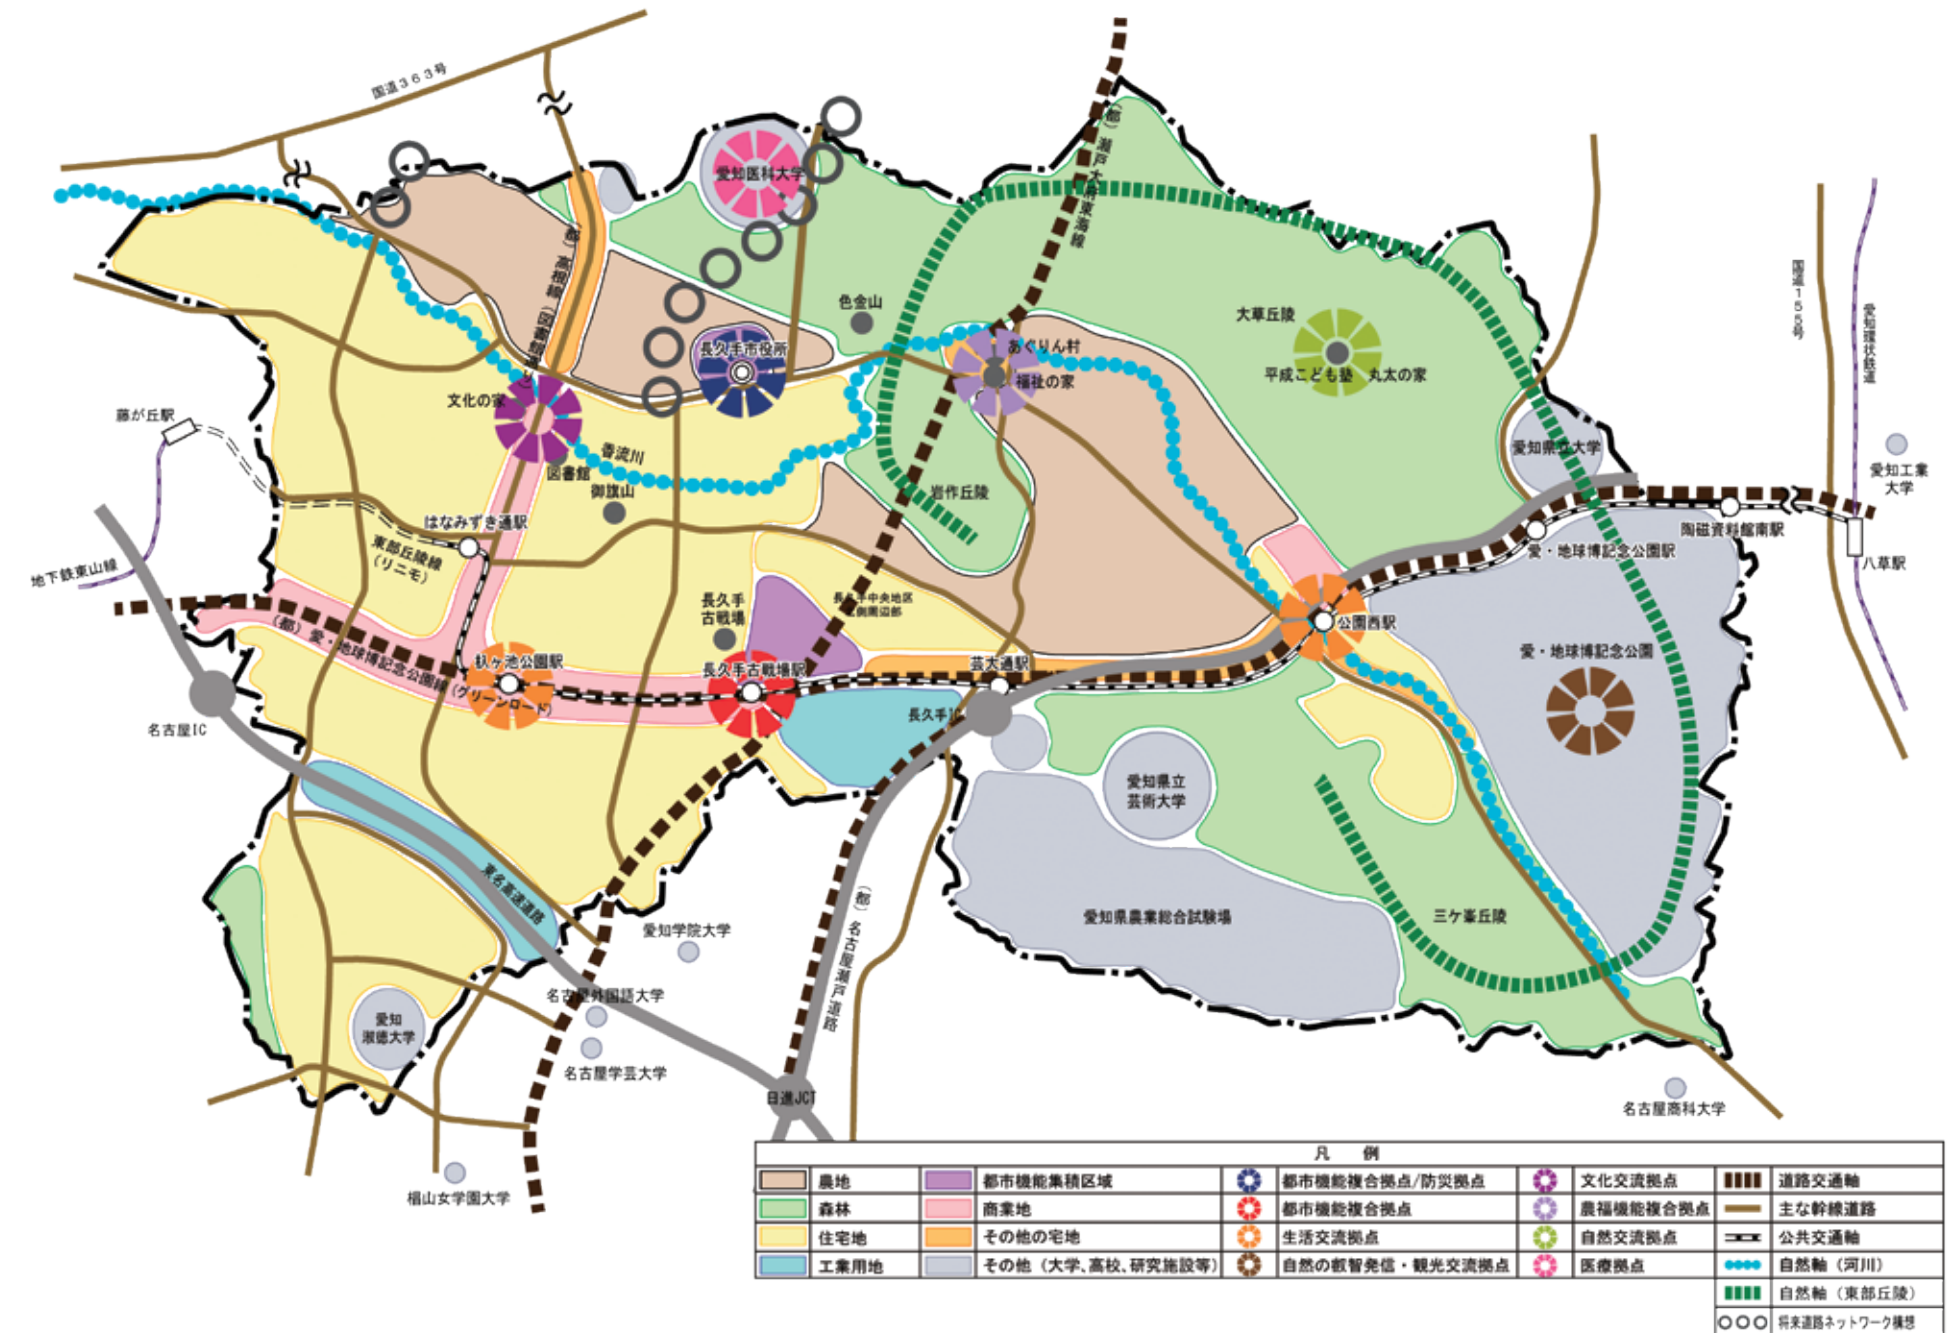 国道363号
(都)瀬戸大府東海線
愛知医科大学
(都)高根線(図書館通り)
色金山
大草丘陵
国道155号
愛知環状鉄道
長久手市役所
あぐりん村
福祉の家
平成こども塾 丸太の家
文化の家
藤が丘駅
香流川
図書館
御旗山
岩作丘陵
愛知県立大学
愛知工業
大学
はなみずき通駅
東部丘陵線
(リニモ)
陶磁資料館南駅
愛・地球博記念公園駅
八草駅
地下鉄東山線
長久手
古戦場
長久手中央地区
北側周辺部
(都)愛・地球博記念公園線(グリーンロード)
公園西駅
杁ヶ池公園駅
長久手古戦場駅
芸大通駅
愛・地球博記念公園
名古屋IC
長久手IC
愛知県立
芸術大学
東名高速道路
愛知県農業総合試験場
三ケ峯丘陵
愛知学院大学
(都)名古屋瀬戸道路
名古屋外国語大学
愛知
淑徳大学
名古屋学芸大学
日進JCT
名古屋商科大学
椙山女学園大学
凡 例
農地
都市機能集積区域
都市機能複合拠点/防災拠点
文化交流拠点
道路交通軸
森林
商業地
都市機能複合拠点
農福機能複合拠点
主な幹線道路
住宅地
その他の宅地
生活交流拠点
自然交流拠点
公共交通軸
工業用地
その他(大学、高校、研究施設等)
自然の叡智発信・観光交流拠点
医療拠点
自然軸(河川)
自然軸(東部丘陵)
将来道路ネットワーク構想